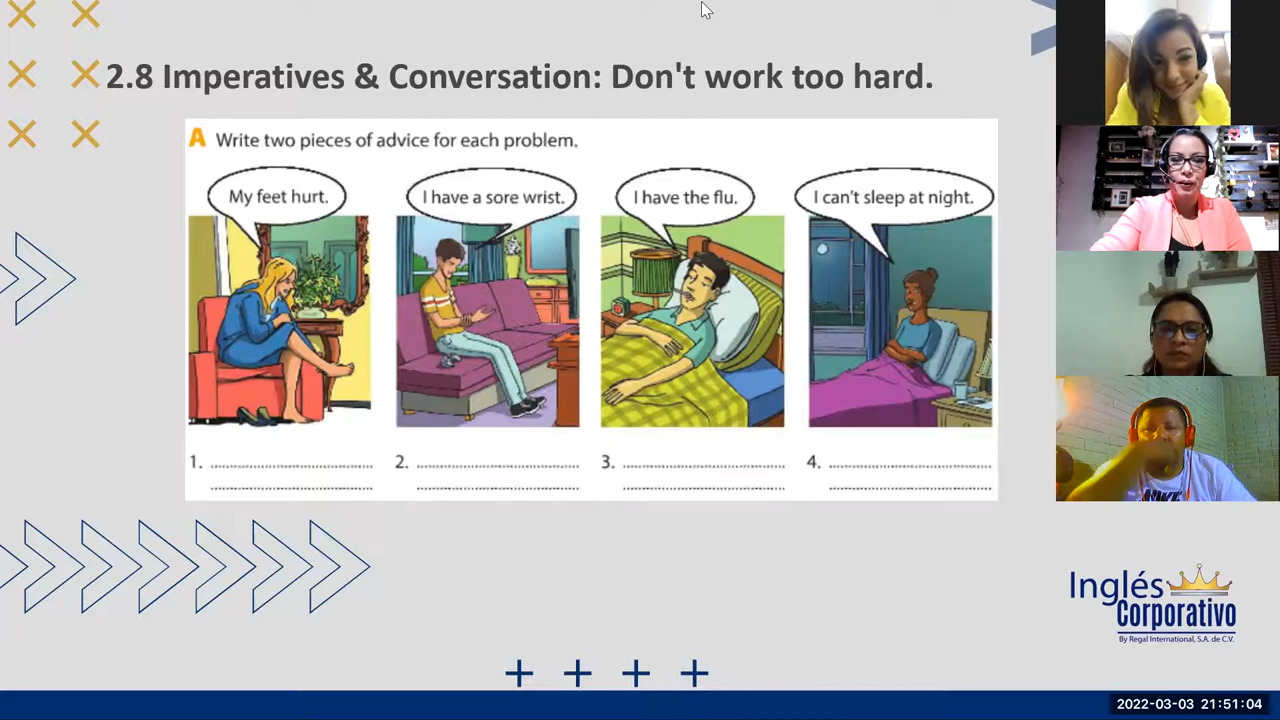 2.8 Imperatives & Conversation: Don't work too hard.
A Write two pieces of advice for each problem.
My feet hurt.
I have a sore wrist.
I have the flu.
I can't sleep at night.
1.
2.
3.
4.
NIKE
Inglés
Corporativo
By Regal International, S.A. de C.V.
2022-03-03 21:51:04